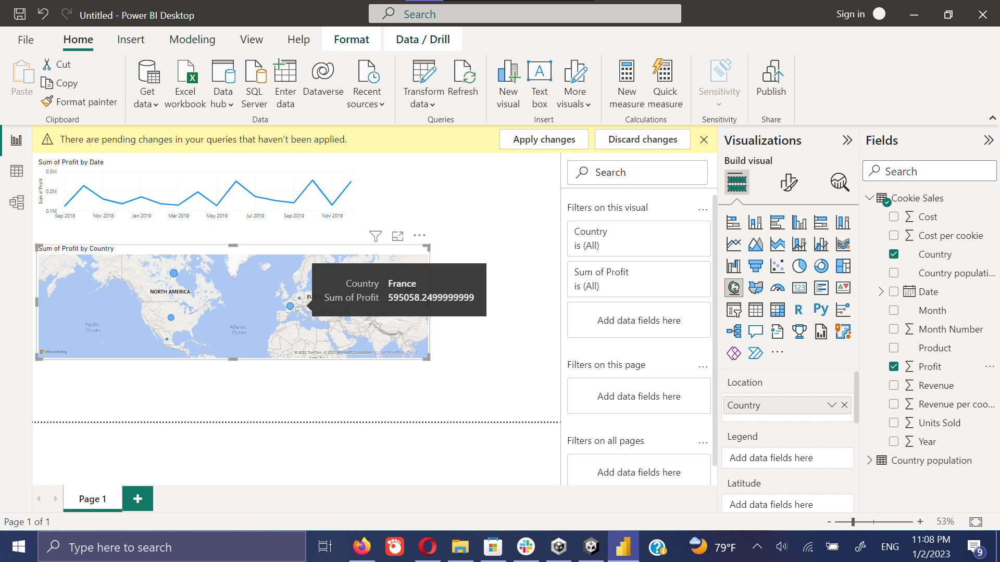 Untitled - Power BI Desktop
Search
Sign in
File
Home
Insert
Modeling
View
Help
Format
Data / Drill
Paste
Cut
Copy
Format painter
Clipboard
Get data
Excel workbook
Data hub
SQL Server
Enter data
Dataverse
Recent sources
Data
Transform data
Refresh
Queries
New visual
Text box
More visuals
Insert
New measure
Quick measure
Calculations
Sensitivity
Sensitivity
Publish
Share
There are pending changes in your queries that haven't been applied.
Apply changes
Discard changes
Sum of Profit by Date
Sum of Profit
0.3M
0.2M
0.1M
Sep 2018
Nov 2018
Jan 2019
Mar 2019
May 2019
Jul 2019
Sep 2019
Nov 2019
Sum of Profit by Country
NORTH AMERICA
Pacific
Ocean
Atlantic
Ocean
Country France
Sum of Profit 595058.2499999999
Microsoft Bing
© 2022 TomTom, © 2023 Microsoft Corporation, © OpenStreetMap Terms
Search
Filters on this visual
...
Country
is (All)
Sum of Profit
is (All)
Add data fields here
Filters on this page
...
Add data fields here
Filters on all pages
...
Add data fields here
Visualizations
Build visual
123
R
Py
...
Location
Country
Legend
Add data fields here
Latitude
Add data fields here
Fields
Search
Cookie Sales
Cost
Cost per cookie
Country
Country populati...
Date
Month
Month Number
Product
Profit
...
Revenue
Revenue per coo...
Units Sold
Year
Country population
Page 1
Page 1 of 1
- + 53%
Type here to search
79°F
ENG
11:08 PM
1/2/2023
9